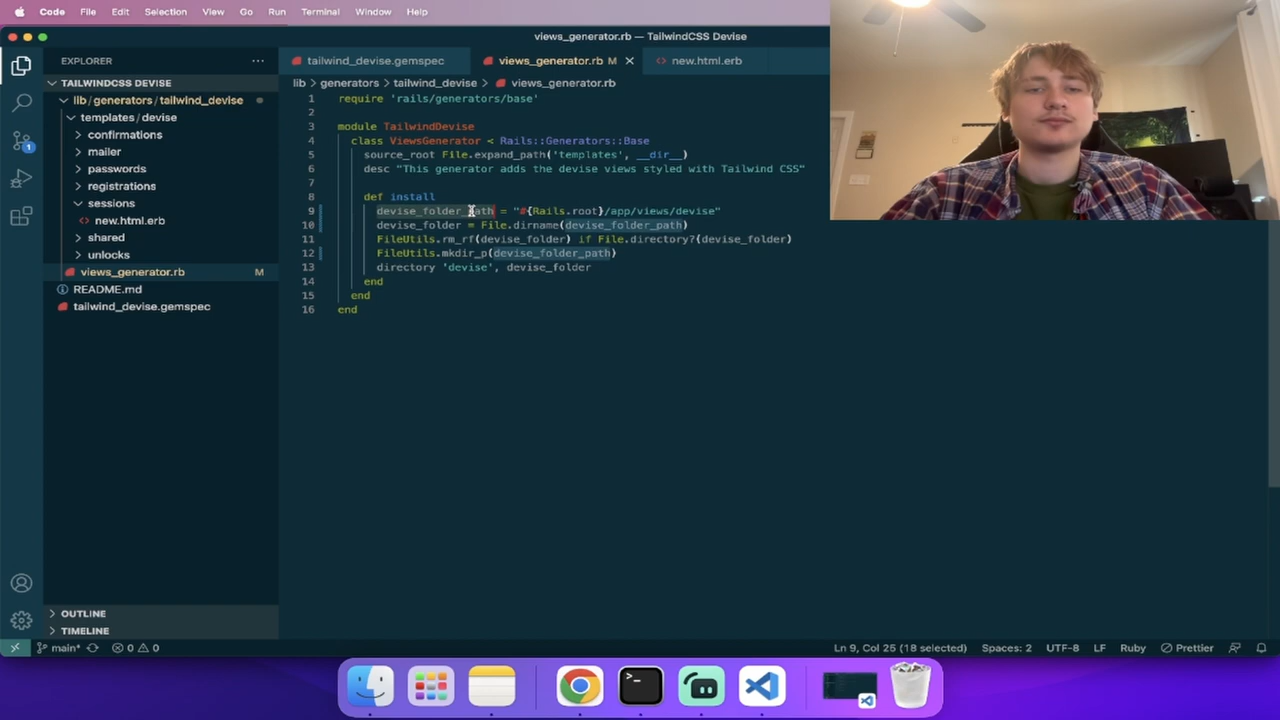 Code File Edit Selection View Go Run Terminal Window Help
views_generator.rb — TailwindCSS Devise
EXPLORER
tailwind_devise.gemspec
views_generator.rb M
new.html.erb
TAILWINDCSS DEVISE
lib/generators/tailwind_devise
templates/devise
confirmations
mailer
passwords
registrations
sessions
new.html.erb
shared
unlocks
views_generator.rb M
README.md
tailwind_devise.gemspec
OUTLINE
TIMELINE
lib > generators > tailwind_devise > views_generator.rb
1 require 'rails/generators/base'
2
3 module TailwindDevise
4 class ViewsGenerator < Rails::Generators::Base
5 source_root File.expand_path('templates', __dir__)
6 desc "This generator adds the devise views styled with Tailwind CSS"
7
8 def install
9 devise_folder_path = "#{Rails.root}/app/views/devise"
10 devise_folder = File.dirname(devise_folder_path)
11 FileUtils.rm_rf(devise_folder) if File.directory?(devise_folder)
12 FileUtils.mkdir_p(devise_folder_path)
13 directory 'devise', devise_folder
14 end
15 end
16 end
1
main* 0 0
Ln 9, Col 25 (18 selected) Spaces: 2 UTF-8 LF Ruby Prettier